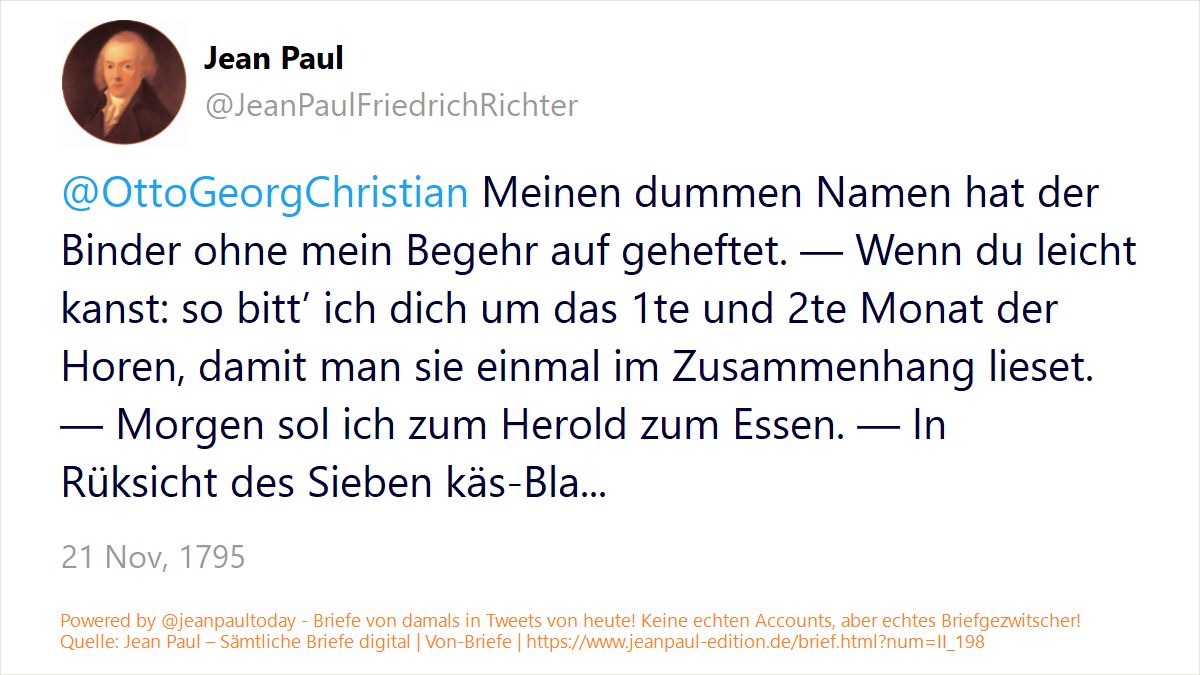 Jean Paul
@JeanPaulFriedrichRichter
@OttoGeorgChristian Meinen dummen Namen hat der
Binder ohne mein Begehr auf geheftet. — Wenn du leicht
kanst: so bitt’ ich dich um das 1te und 2te Monat der
Horen, damit man sie einmal im Zusammenhang lieset.
— Morgen sol ich zum Herold zum Essen. — In
Rüksicht des Sieben käs-Bla...
21 Nov, 1795
Powered by @jeanpaultoday - Briefe von damals in Tweets von heute! Keine echten Accounts, aber echtes Briefgezwitscher!
Quelle: Jean Paul – Sämtliche Briefe digital | Von-Briefe | https://www.jeanpaul-edition.de/brief.html?num=II_198